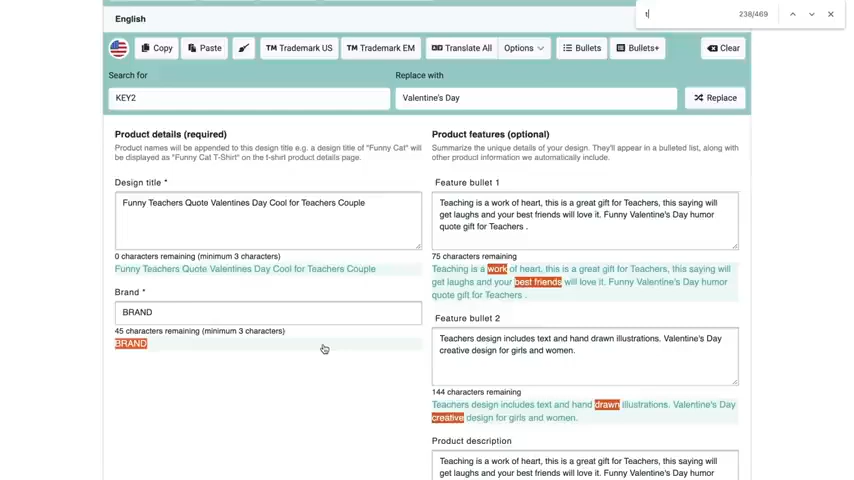 t
238/469
English
Copy
Paste
TM Trademark US
TM Trademark EM
Translate All
Options
Bullets
Bullets+
Clear
Search for
Replace with
KEY2
Valentine's Day
Replace
Product details (required)
Product names will be appended to this design title e.g. a design title of "Funny Cat" will
be displayed as "Funny Cat T-Shirt" on the t-shirt product details page.
Design title *
Funny Teachers Quote Valentines Day Cool for Teachers Couple
0 characters remaining (minimum 3 characters)
Funny Teachers Quote Valentines Day Cool for Teachers Couple
Brand *
BRAND
45 characters remaining (minimum 3 characters)
BRAND
Product features (optional)
Summarize the unique details of your design. They'll appear in a bulleted list, along with
other product information we automatically include.
Feature bullet 1
Teaching is a work of heart, this is a great gift for Teachers, this saying will
get laughs and your best friends will love it. Funny Valentine's Day humor
quote gift for Teachers .
75 characters remaining
Teaching is a work of heart, this is a great gift for Teachers, this saying will
get laughs and your best friends will love it. Funny Valentine's Day humor
quote gift for Teachers .
Feature bullet 2
Teachers design includes text and hand drawn illustrations. Valentine's Day
creative design for girls and women.
144 characters remaining
Teachers design includes text and hand drawn illustrations. Valentine's Day
creative design for girls and women.
Product description
Teaching is a work of heart, this is a great gift for Teachers, this saying will
get laughs and your best friends will love it. Funny Valentine's Day humor